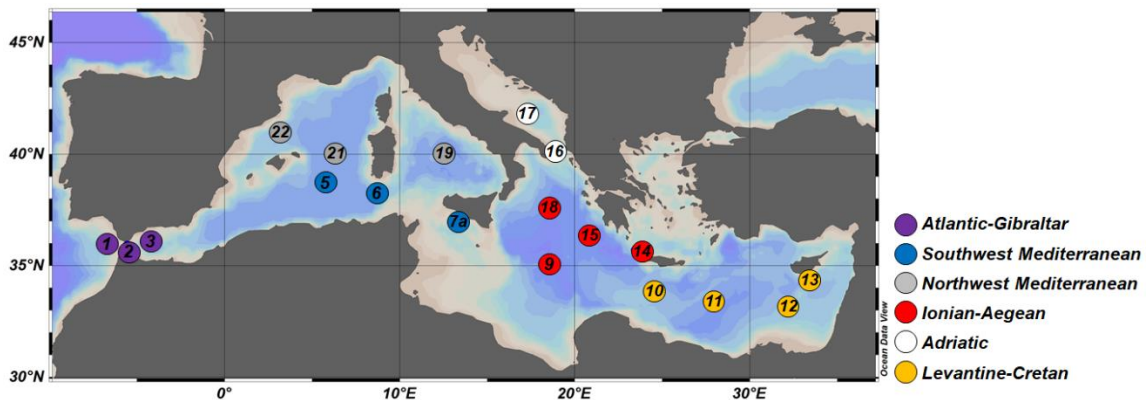 45°N
40°N
35°N
30°N
0°
10°E
20°E
30°E
17
22
16
21
19
5
6
18
7a
1
2
3
15
14
9
13
10
11
12
Ocean Data View
Atlantic-Gibraltar
Southwest Mediterranean
Northwest Mediterranean
Ionian-Aegean
Adriatic
Levantine-Cretan